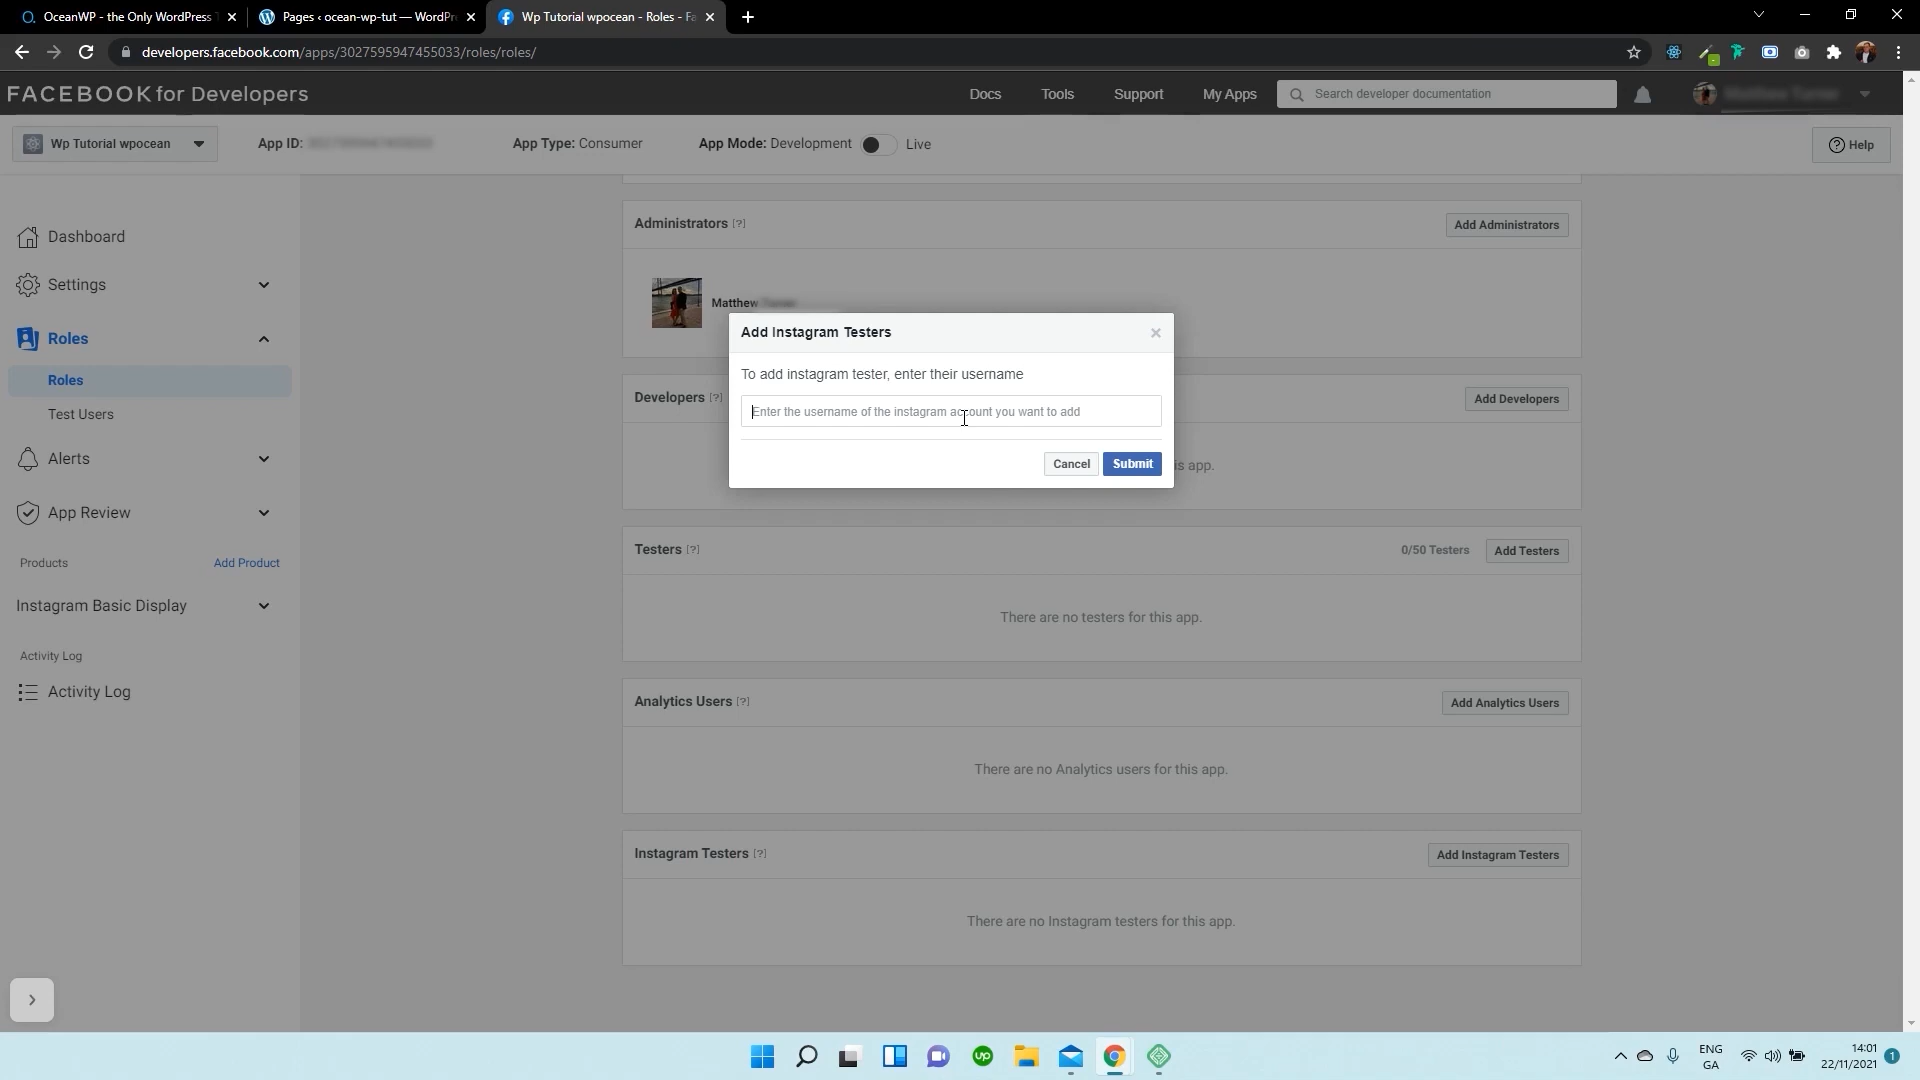 OceanWP - the Only WordPress T
Pages ‹ ocean-wp-tut — WordPre
Wp Tutorial wpocean - Roles - Fa
developers.facebook.com/apps/3027595947455033/roles/roles/
FACEBOOK for Developers
Docs
Tools
Support
My Apps
Search developer documentation
Wp Tutorial wpocean
App ID:
App Type: Consumer
App Mode: Development
Live
Help
Dashboard
Settings
Roles
Roles
Test Users
Alerts
App Review
Products
Add Product
Instagram Basic Display
Activity Log
Activity Log
Administrators [?]
Add Administrators
Matthew
Add Instagram Testers
To add instagram tester, enter their username
Enter the username of the instagram account you want to add
Cancel
Submit
Developers [?]
Add Developers
is app.
Testers [?]
0/50 Testers
Add Testers
There are no testers for this app.
Analytics Users [?]
Add Analytics Users
There are no Analytics users for this app.
Instagram Testers [?]
Add Instagram Testers
There are no Instagram testers for this app.
up
ENG
GA
14:01
22/11/2021
1